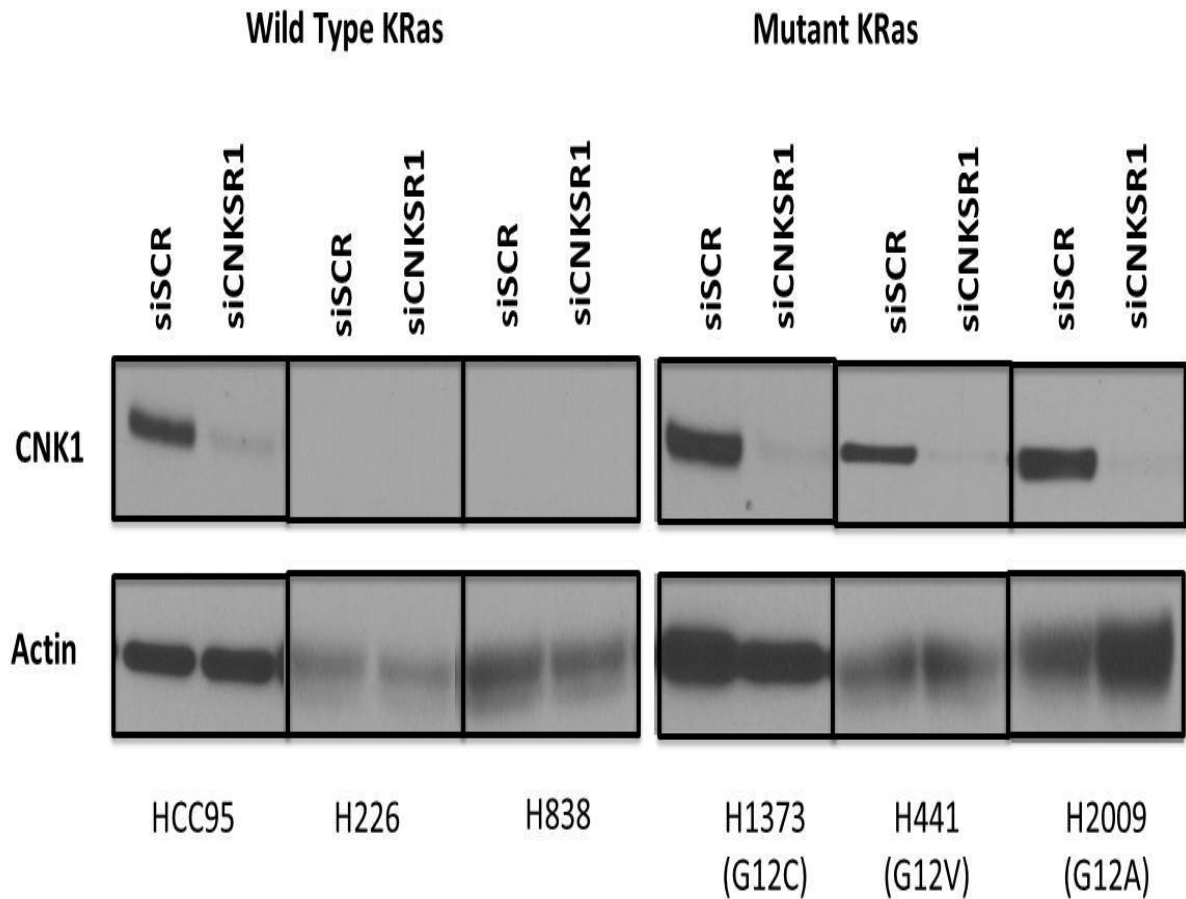 Wild Type KRas
Mutant KRas
siSCR
siCNKSR1
siSCR
siCNKSR1
siSCR
siCNKSR1
siSCR
siCNKSR1
siSCR
siCNKSR1
siSCR
siCNKSR1
CNK1
Actin
HCC95
H226
H838
H1373
(G12C)
H441
(G12V)
H2009
(G12A)